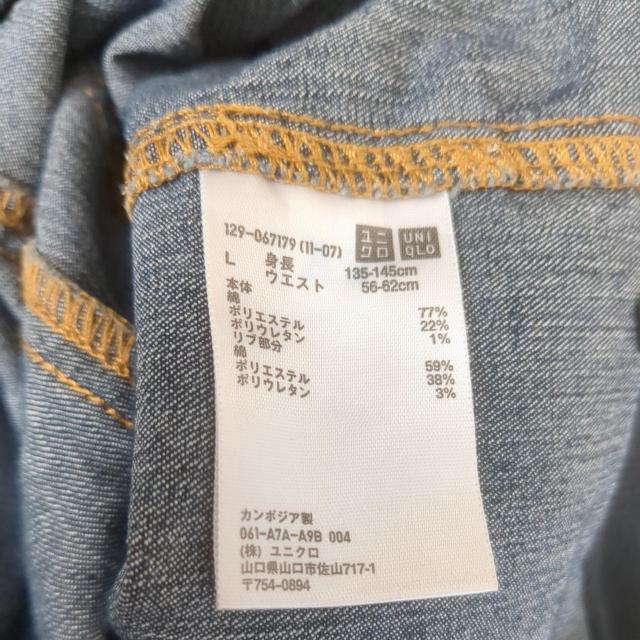 129-067179 (11-07)
ユニ
クロ
UNI
QLO
L 身長 135-145cm
ウエスト 56-62cm
本体
綿 77%
ポリエステル 22%
ポリウレタン 1%
リブ部分
綿 59%
ポリエステル 38%
ポリウレタン 3%
カンボジア製
061-A7A-A9B 004
(株) ユニクロ
山口県山口市佐山717-1
〒754-0894